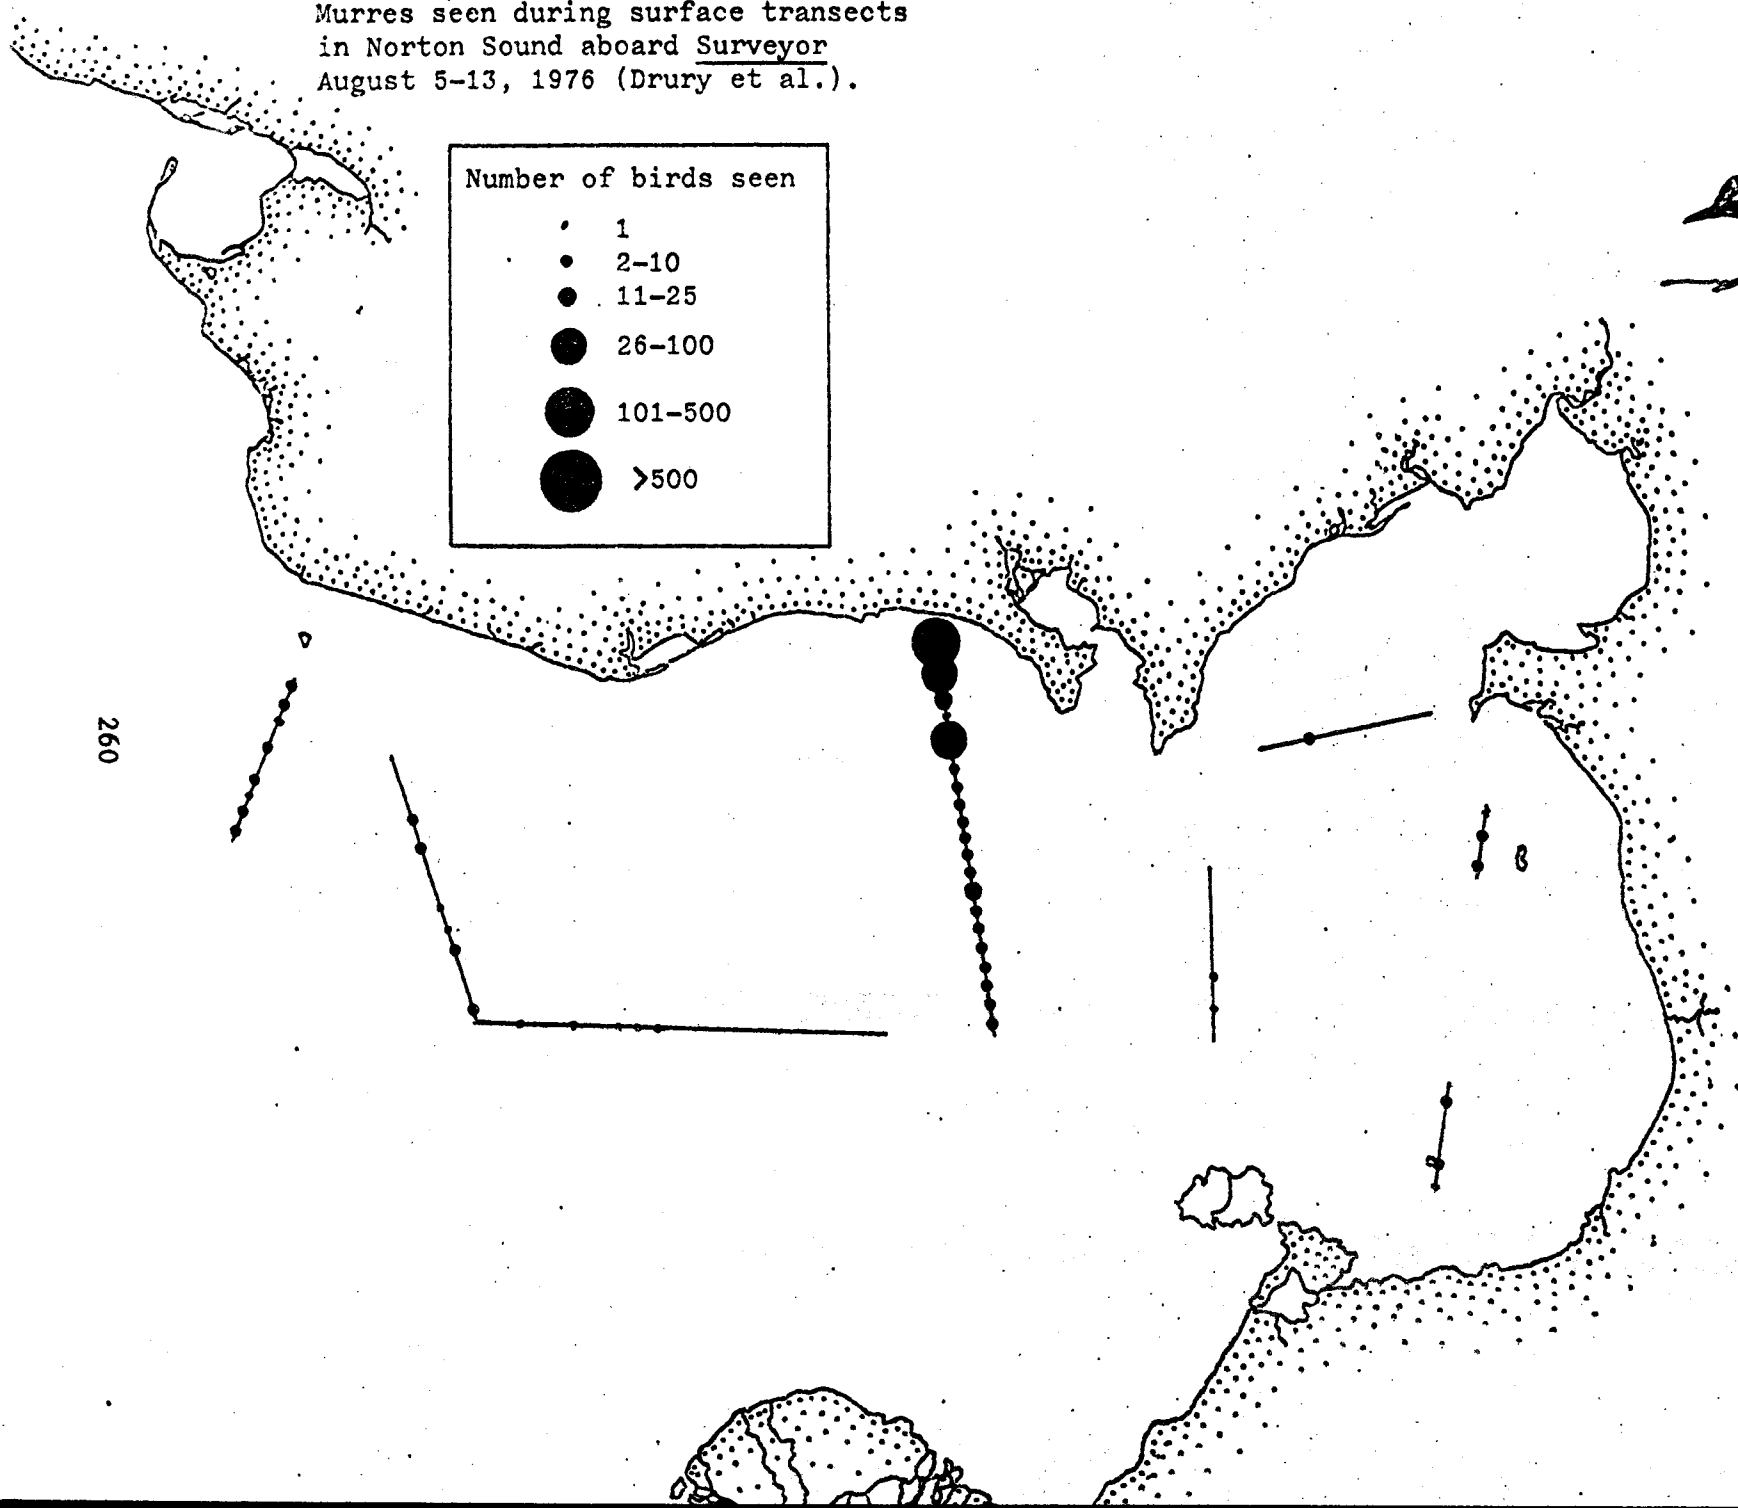 Murres seen during surface transects
in Norton Sound aboard Surveyor
August 5-13, 1976 (Drury et al.).
Number of birds seen
1
2-10
11-25
26-100
101-500
>500
260